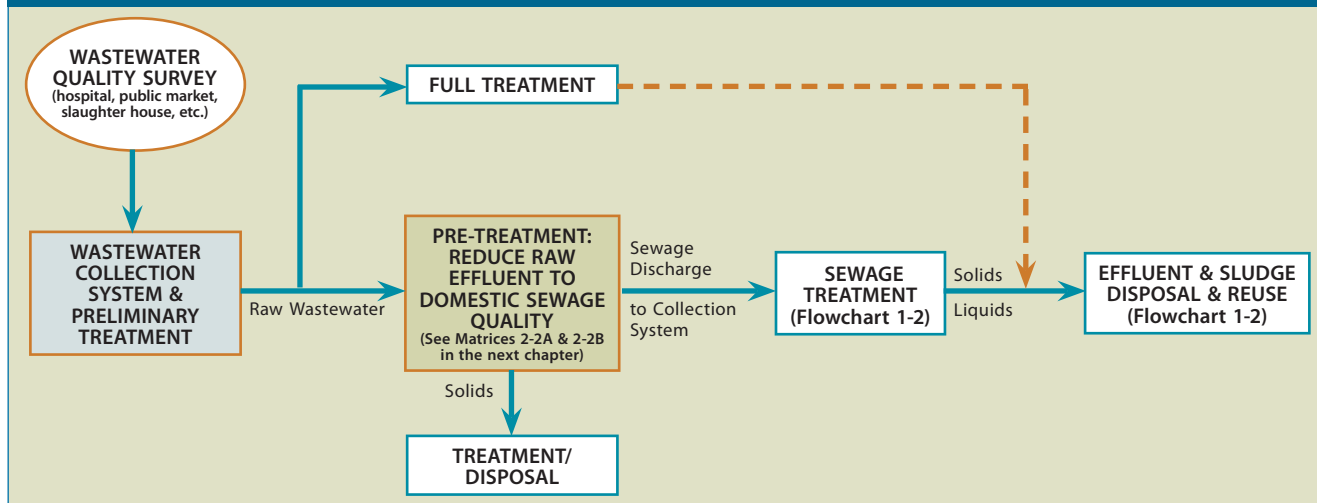 WASTEWATER
QUALITY SURVEY
(hospital, public market,
slaughter house, etc.)
FULL TREATMENT
WASTEWATER
COLLECTION
SYSTEM &
PRELIMINARY
TREATMENT
Raw Wastewater
PRE-TREATMENT:
REDUCE RAW
EFFLUENT TO
DOMESTIC SEWAGE
QUALITY
(See Matrices 2-2A & 2-2B
in the next chapter)
Sewage
Discharge
to Collection
System
SEWAGE
TREATMENT
(Flowchart 1-2)
Solids
Liquids
EFFLUENT & SLUDGE
DISPOSAL & REUSE
(Flowchart 1-2)
Solids
TREATMENT/
DISPOSAL